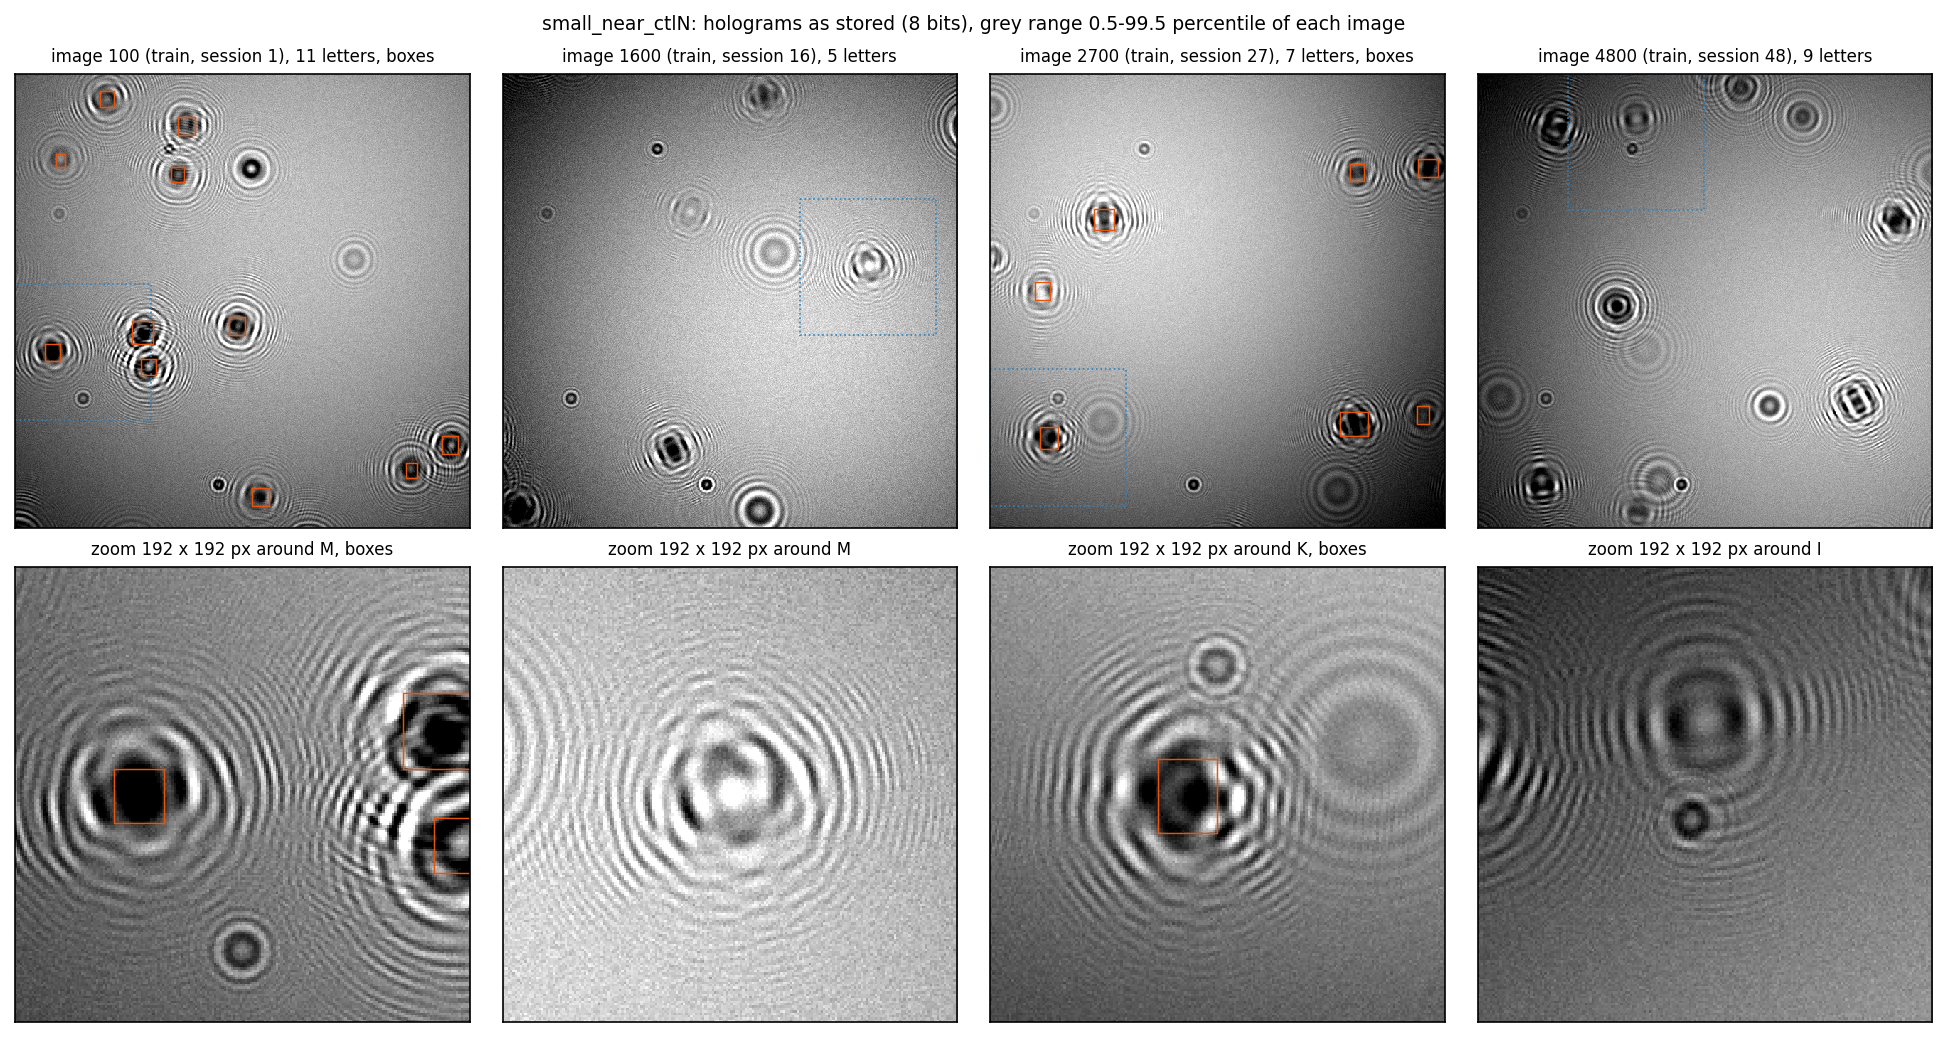 small_near_ctlN: holograms as stored (8 bits), grey range 0.5-99.5 percentile of each image
image 100 (train, session 1), 11 letters, boxes
image 1600 (train, session 16), 5 letters
image 2700 (train, session 27), 7 letters, boxes
image 4800 (train, session 48), 9 letters
zoom 192 x 192 px around M, boxes
zoom 192 x 192 px around M
zoom 192 x 192 px around K, boxes
zoom 192 x 192 px around I